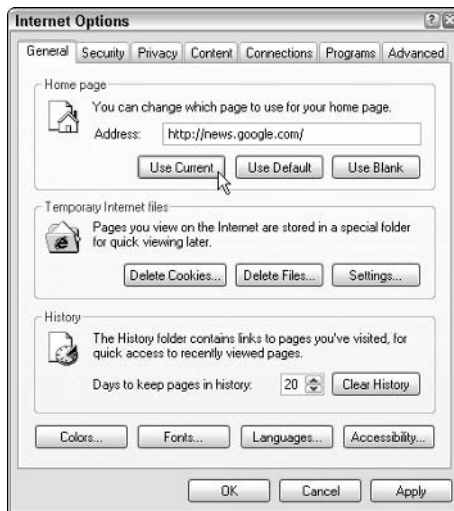 Internet Options
General Security Privacy Content Connections Programs Advanced
Home page
You can change which page to use for your home page.
Address: http://news.google.com/
Use Current Use Default Use Blank
Temporary Internet files
Pages you view on the Internet are stored in a special folder
for quick viewing later.
Delete Cookies... Delete Files... Settings...
History
The History folder contains links to pages you've visited, for
quick access to recently viewed pages.
Days to keep pages in history: 20 Clear History
Colors... Fonts... Languages... Accessibility...
OK Cancel Apply